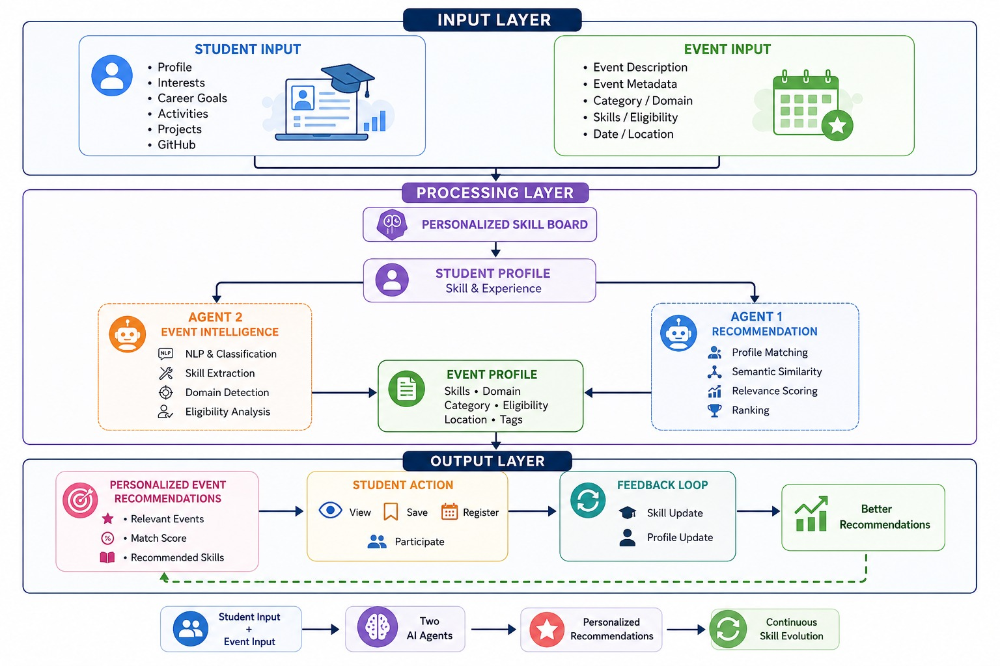 INPUT LAYER
STUDENT INPUT
• Profile
• Interests
• Career Goals
• Activities
• Projects
• GitHub
EVENT INPUT
• Event Description
• Event Metadata
• Category / Domain
• Skills / Eligibility
• Date / Location
PROCESSING LAYER
PERSONALIZED SKILL BOARD
STUDENT PROFILE
Skill & Experience
AGENT 2
EVENT INTELLIGENCE
NLP
NLP & Classification
Skill Extraction
Domain Detection
Eligibility Analysis
EVENT PROFILE
Skills • Domain
Category • Eligibility
Location • Tags
AGENT 1
RECOMMENDATION
Profile Matching
Semantic Similarity
Relevance Scoring
Ranking
OUTPUT LAYER
PERSONALIZED EVENT
RECOMMENDATIONS
• Relevant Events
% • Match Score
• Recommended Skills
STUDENT ACTION
View Save Register
Participate
FEEDBACK LOOP
Skill Update
Profile Update
Better
Recommendations
Student Input
+
Event Input
Two
AI Agents
Personalized
Recommendations
Continuous
Skill Evolution